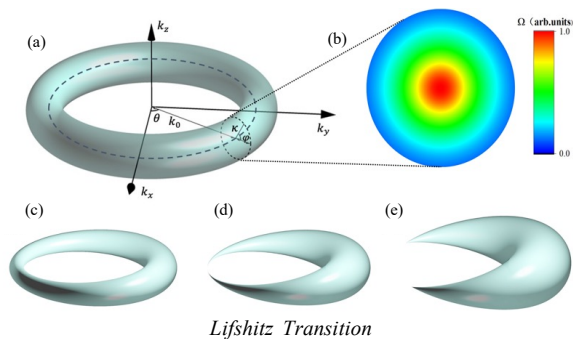 (a)
k_z
k_y
k_x
θ
k_0
κ
φ
(b)
Ω (arb.units)
1.0
0.0
(c)
(d)
(e)
Lifshitz Transition